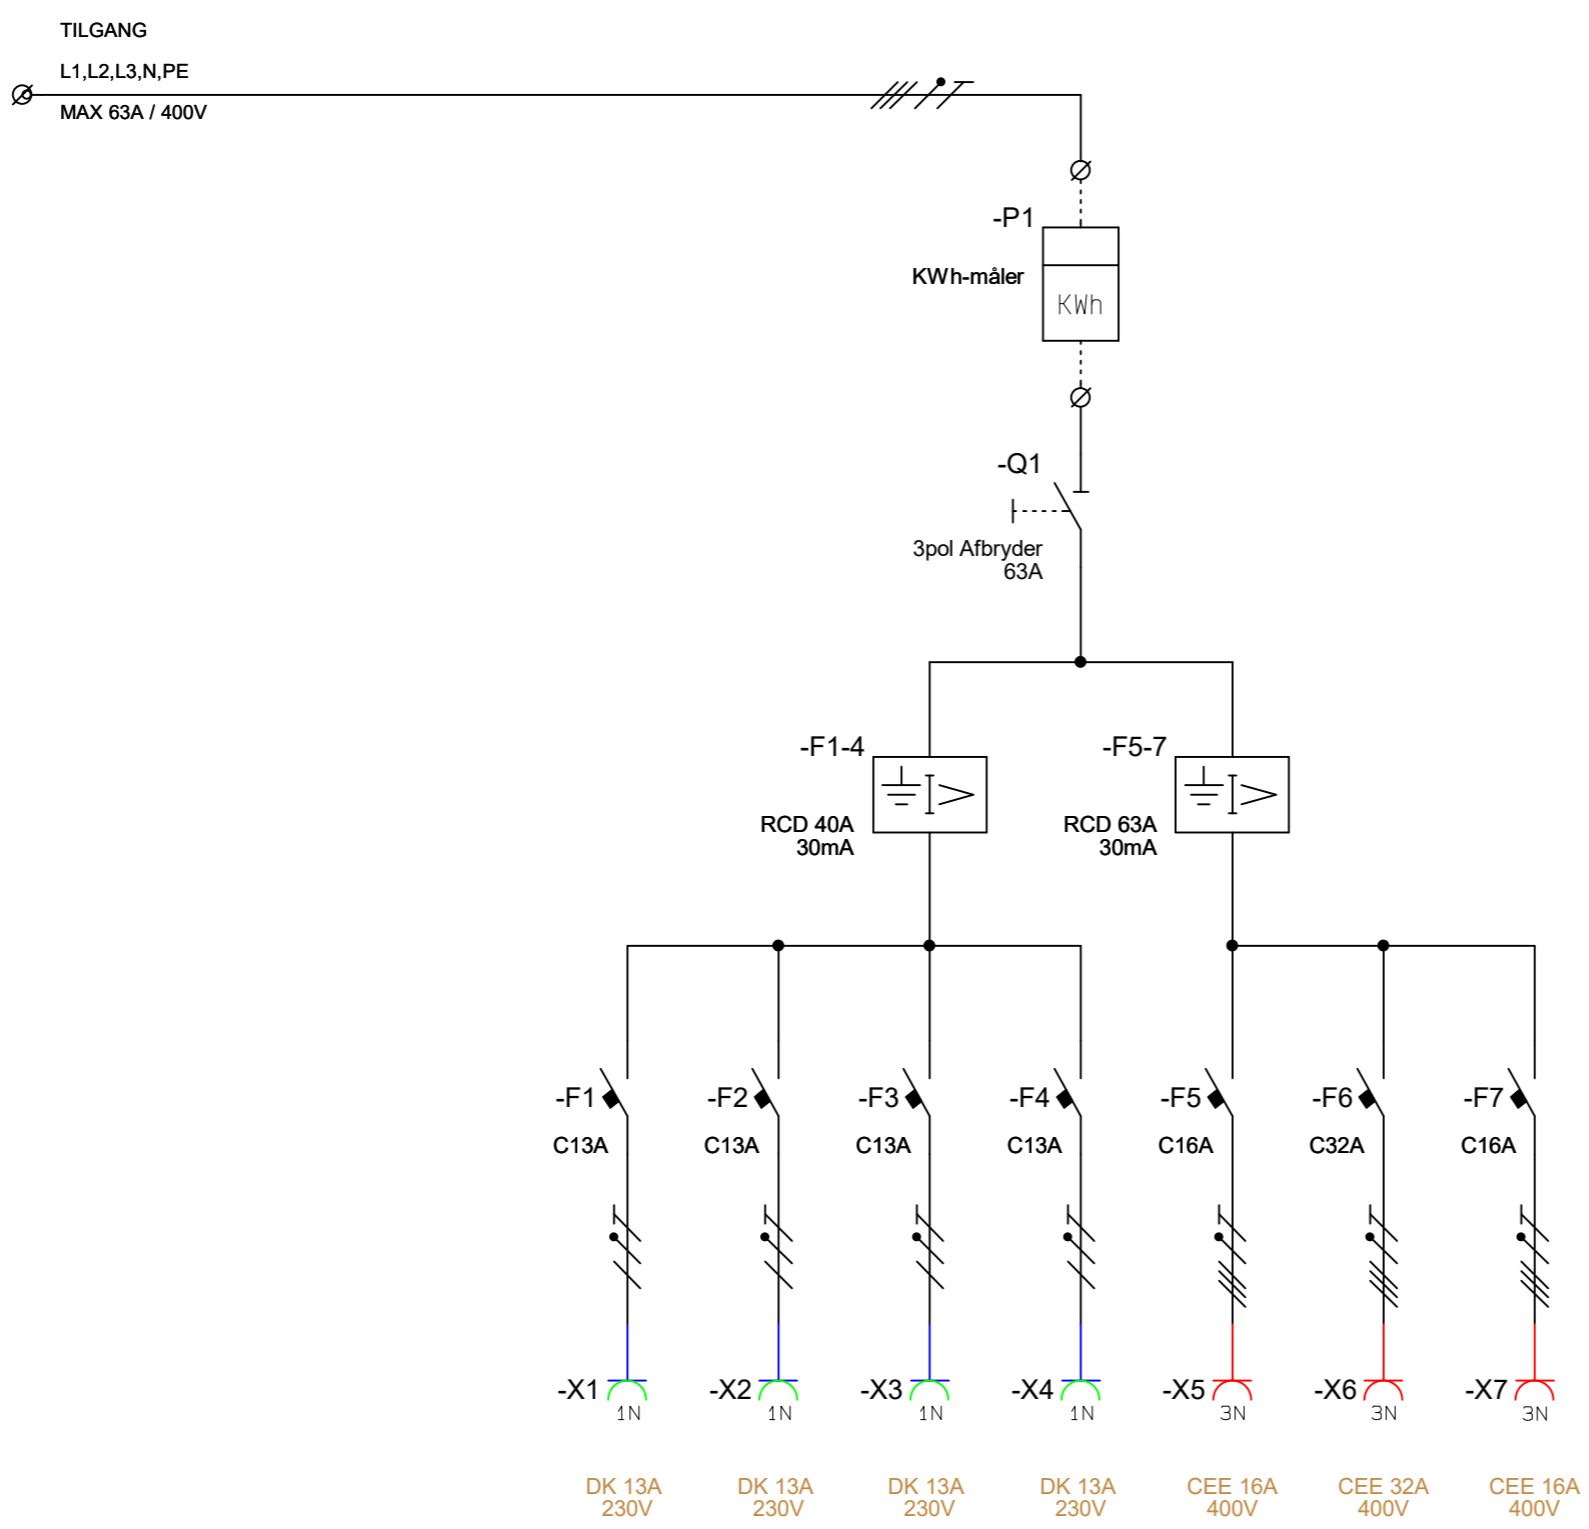 TILGANG
L1,L2,L3,N,PE
MAX 63A / 400V
-P1
KWh-måler
KWh
-Q1
3pol Afbryder
63A
-F1-4
RCD 40A
30mA
-F5-7
RCD 63A
30mA
-F1
C13A
-F2
C13A
-F3
C13A
-F4
C13A
-F5
C16A
-F6
C32A
-F7
C16A
-X1
1N
-X2
1N
-X3
1N
-X4
1N
-X5
3N
-X6
3N
-X7
3N
DK 13A
230V
DK 13A
230V
DK 13A
230V
DK 13A
230V
CEE 16A
400V
CEE 32A
400V
CEE 16A
400V